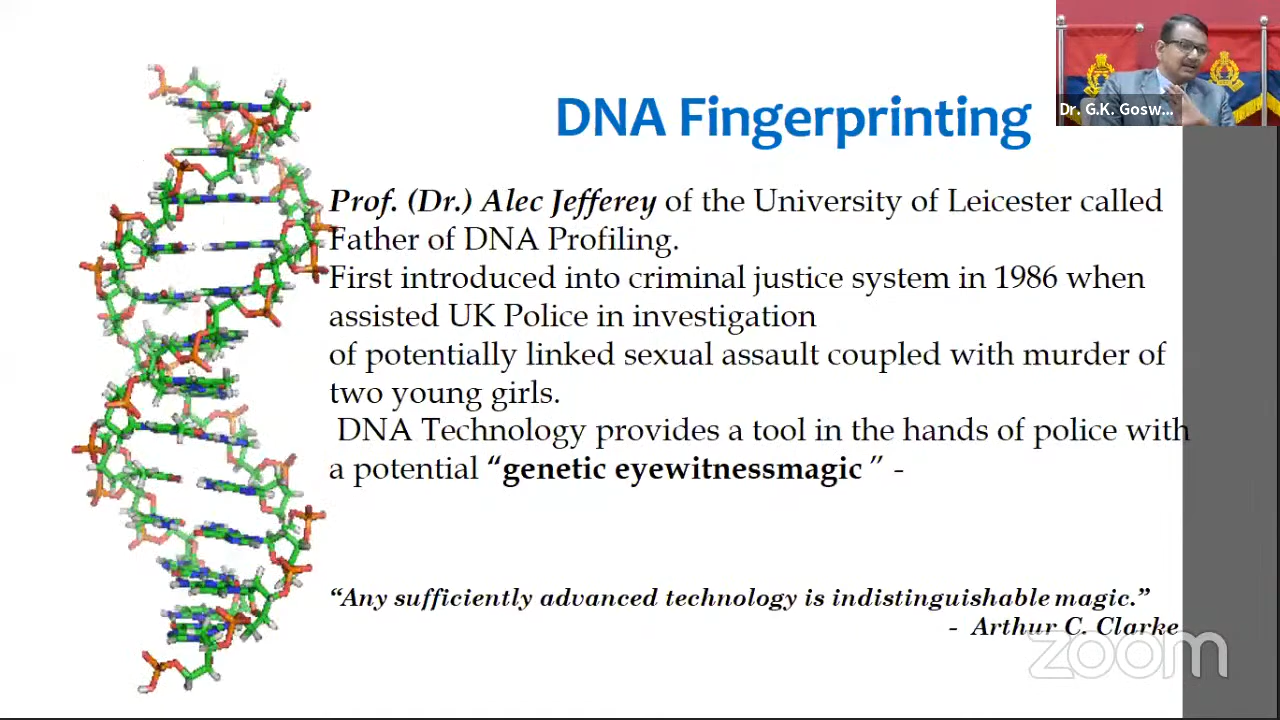 DNA Fingerprinting
Dr. G.K. Gosw...
Prof. (Dr.) Alec Jefferey of the University of Leicester called
Father of DNA Profiling.
First introduced into criminal justice system in 1986 when
assisted UK Police in investigation
of potentially linked sexual assault coupled with murder of
two young girls.
DNA Technology provides a tool in the hands of police with
a potential “genetic eyewitnessmagic ” -
“Any sufficiently advanced technology is indistinguishable magic.”
- Arthur C. Clarke
zoom